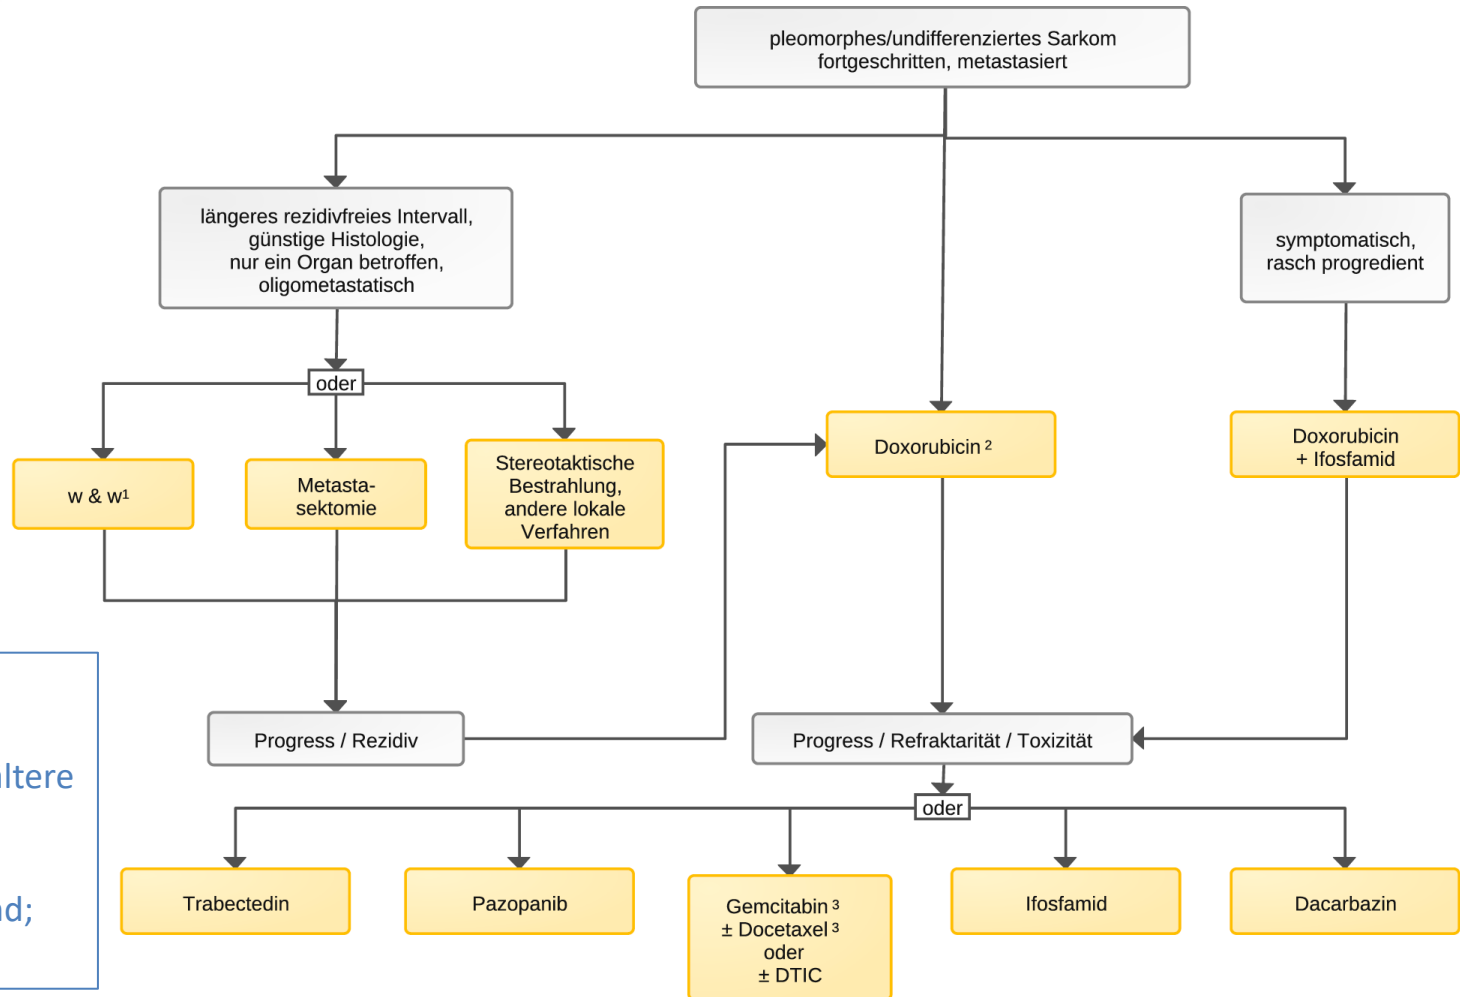 pleomorphes/undifferenziertes Sarkom
fortgeschritten, metastasiert
längeres rezidivfreies Intervall,
günstige Histologie,
nur ein Organ betroffen,
oligometastatisch
symptomatisch,
rasch progredient
oder
w & w¹
Metasta-
sektomie
Stereotaktische
Bestrahlung,
andere lokale
Verfahren
Doxorubicin ²
Doxorubicin
+ Ifosfamid
Progress / Rezidiv
Progress / Refraktarität / Toxizität
ltere
d;
oder
Trabectedin
Pazopanib
Gemcitabin ³
± Docetaxel ³
oder
± DTIC
Ifosfamid
Dacarbazin